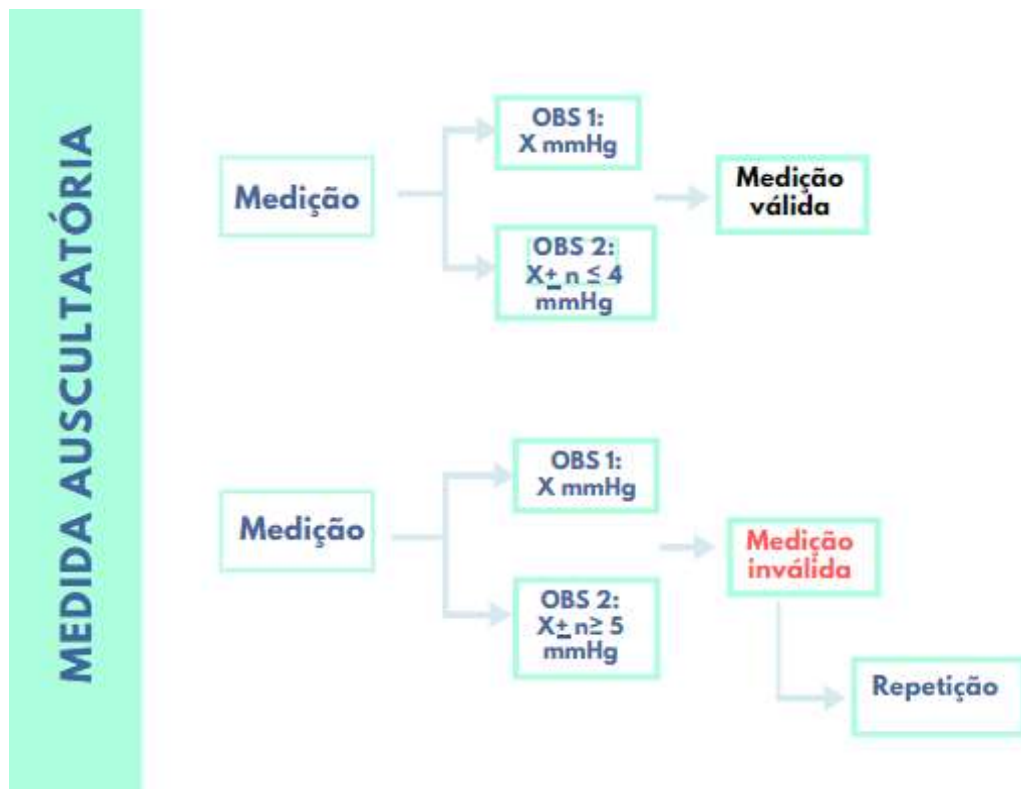 MEDIDA AUSCULTATÓRIA
Medição
OBS 1:
X mmHg
OBS 2:
X± n ≤ 4
mmHg
Medição
válida
Medição
OBS 1:
X mmHg
OBS 2:
X± n≥ 5
mmHg
Medição
inválida
Repetição